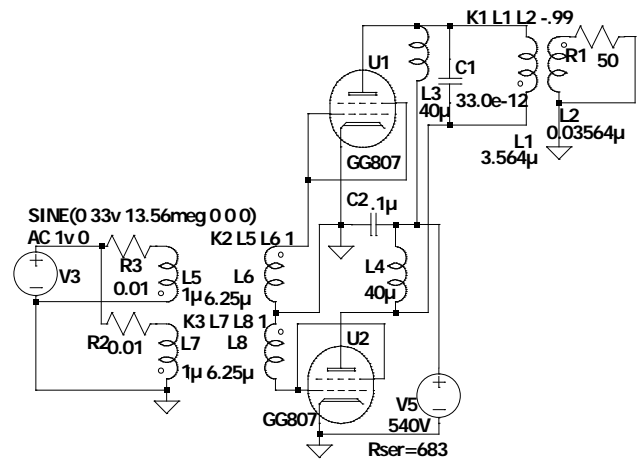 K1 L1 L2 -.99
U1
C1
R1
50
L3
40µ
33.0e-12
L2
0.03564µ
GG807
L1
3.564µ
C2
.1µ
SINE(0 33v 13.56meg 0 0 0)
AC 1v 0
K2 L5 L6 1
R3
0.01
V3
L5
1µ
L6
6.25µ
L4
40µ
K3 L7 L8 1
R2
0.01
L7
1µ
L8
6.25µ
U2
GG807
V5
540V
Rser=683